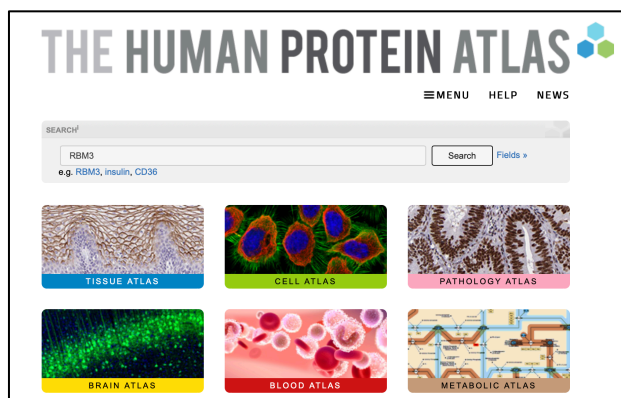 THE HUMAN PROTEIN ATLAS
☰MENU HELP NEWS
SEARCHⁱ
RBM3 Search Fields »
e.g. RBM3, insulin, CD36
TISSUE ATLAS CELL ATLAS PATHOLOGY ATLAS
BRAIN ATLAS BLOOD ATLAS METABOLIC ATLAS